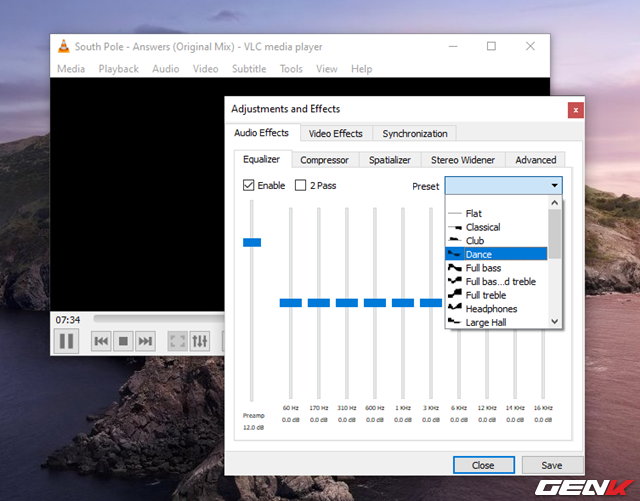 South Pole - Answers (Original Mix) - VLC media player
Media Playback Audio Video Subtitle Tools View Help
Adjustments and Effects
Audio Effects Video Effects Synchronization
Equalizer Compressor Spatializer Stereo Widener Advanced
Enable 2 Pass Preset
Flat
Classical
Club
Dance
Full bass
Full bas...d treble
Full treble
Headphones
Large Hall
07:34
Preamp 60 Hz 170 Hz 310 Hz 600 Hz 1 KHz 3 KHz 6 KHz 12 KHz 14 KHz 16 KHz
12.0 dB 0.0 dB 0.0 dB 0.0 dB 0.0 dB 0.0 dB 0.0 dB 0.0 dB 0.0 dB 0.0 dB 0.0 dB
Close Save
GENK